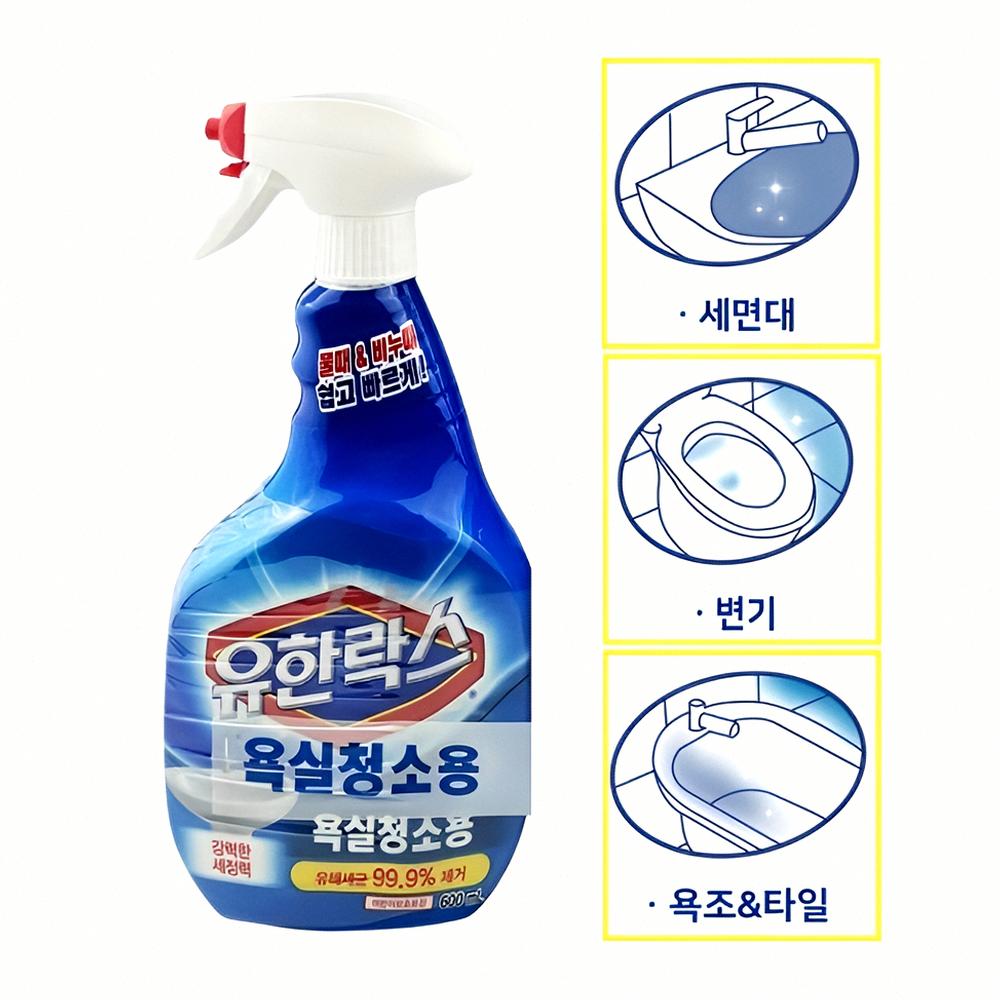 물때 & 비누때
쉽고 빠르게!
유한락스
욕실청소용
욕실청소용
강력한
세정력
유해세균 99.9% 제거
600
· 세면대
· 변기
· 욕조&타일